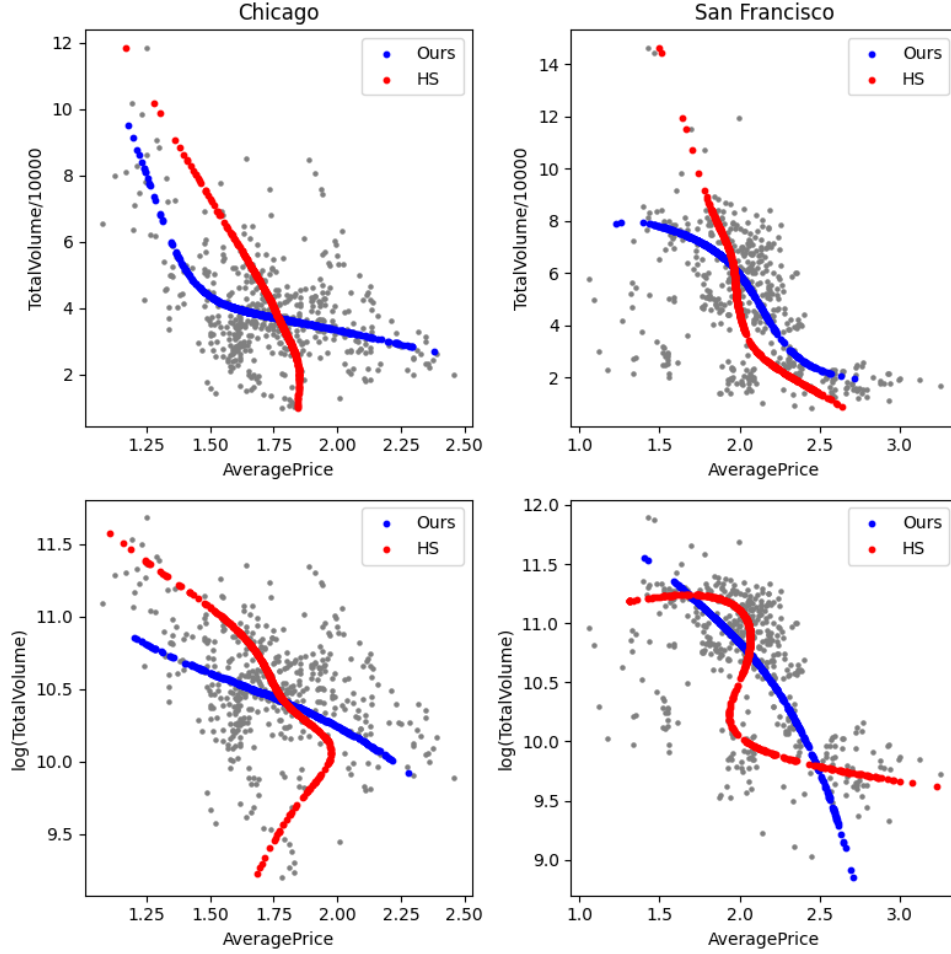 Chicago
Ours
HS
12
10
8
6
4
2
TotalVolume/10000
1.25 1.50 1.75 2.00 2.25 2.50
AveragePrice
San Francisco
Ours
HS
14
12
10
8
6
4
2
TotalVolume/10000
1.0 1.5 2.0 2.5 3.0
AveragePrice
Ours
HS
11.5
11.0
10.5
10.0
9.5
log(TotalVolume)
1.25 1.50 1.75 2.00 2.25 2.50
AveragePrice
Ours
HS
12.0
11.5
11.0
10.5
10.0
9.5
9.0
log(TotalVolume)
1.0 1.5 2.0 2.5 3.0
AveragePrice